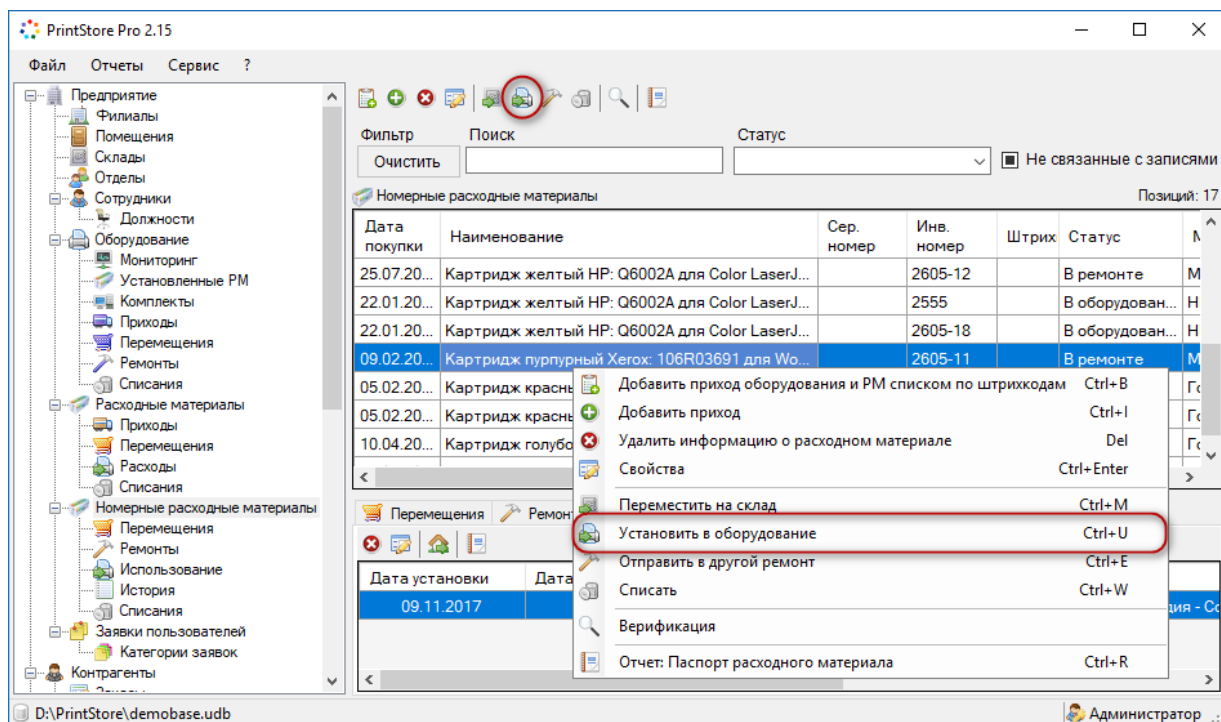 PrintStore Pro 2.15
Файл Отчеты Сервис ?
Предприятие
Филиалы
Помещения
Склады
Отделы
Сотрудники
Должности
Оборудование
Мониторинг
Установленные РМ
Комплекты
Приходы
Перемещения
Ремонты
Списания
Расходные материалы
Приходы
Перемещения
Расходы
Списания
Номерные расходные материалы
Перемещения
Ремонты
Использование
История
Списания
Заявки пользователей
Категории заявок
Контрагенты
Фильтр Поиск Статус
Очистить Не связанные с записями
Номерные расходные материалы Позиций: 17
Дата покупки Наименование Сер. номер Инв. номер Штрих Статус
25.07.20... Картридж желтый HP: Q6002A для Color LaserJ... 2605-12 В ремонте М
22.01.20... Картридж желтый HP: Q6002A для Color LaserJ... 2555 В оборудован... Н
22.01.20... Картридж желтый HP: Q6002A для Color LaserJ... 2605-18 В оборудован... Н
09.02.20... Картридж пурпурный Xerox: 106R03691 для Wo... 2605-11 В ремонте М
05.02.20... Картридж красн
05.02.20... Картридж красн
10.04.20... Картридж голубо
Добавить приход оборудования и РМ списком по штрихкодам Ctrl+B
Добавить приход Ctrl+I
Удалить информацию о расходном материале Del
Свойства Ctrl+Enter
Переместить на склад Ctrl+M
Установить в оборудование Ctrl+U
Отправить в другой ремонт Ctrl+E
Списать Ctrl+W
Верификация
Отчет: Паспорт расходного материала Ctrl+R
Перемещения Ремон
Дата установки Дата
09.11.2017 ция - Со
D:\PrintStore\demobase.udb Администратор